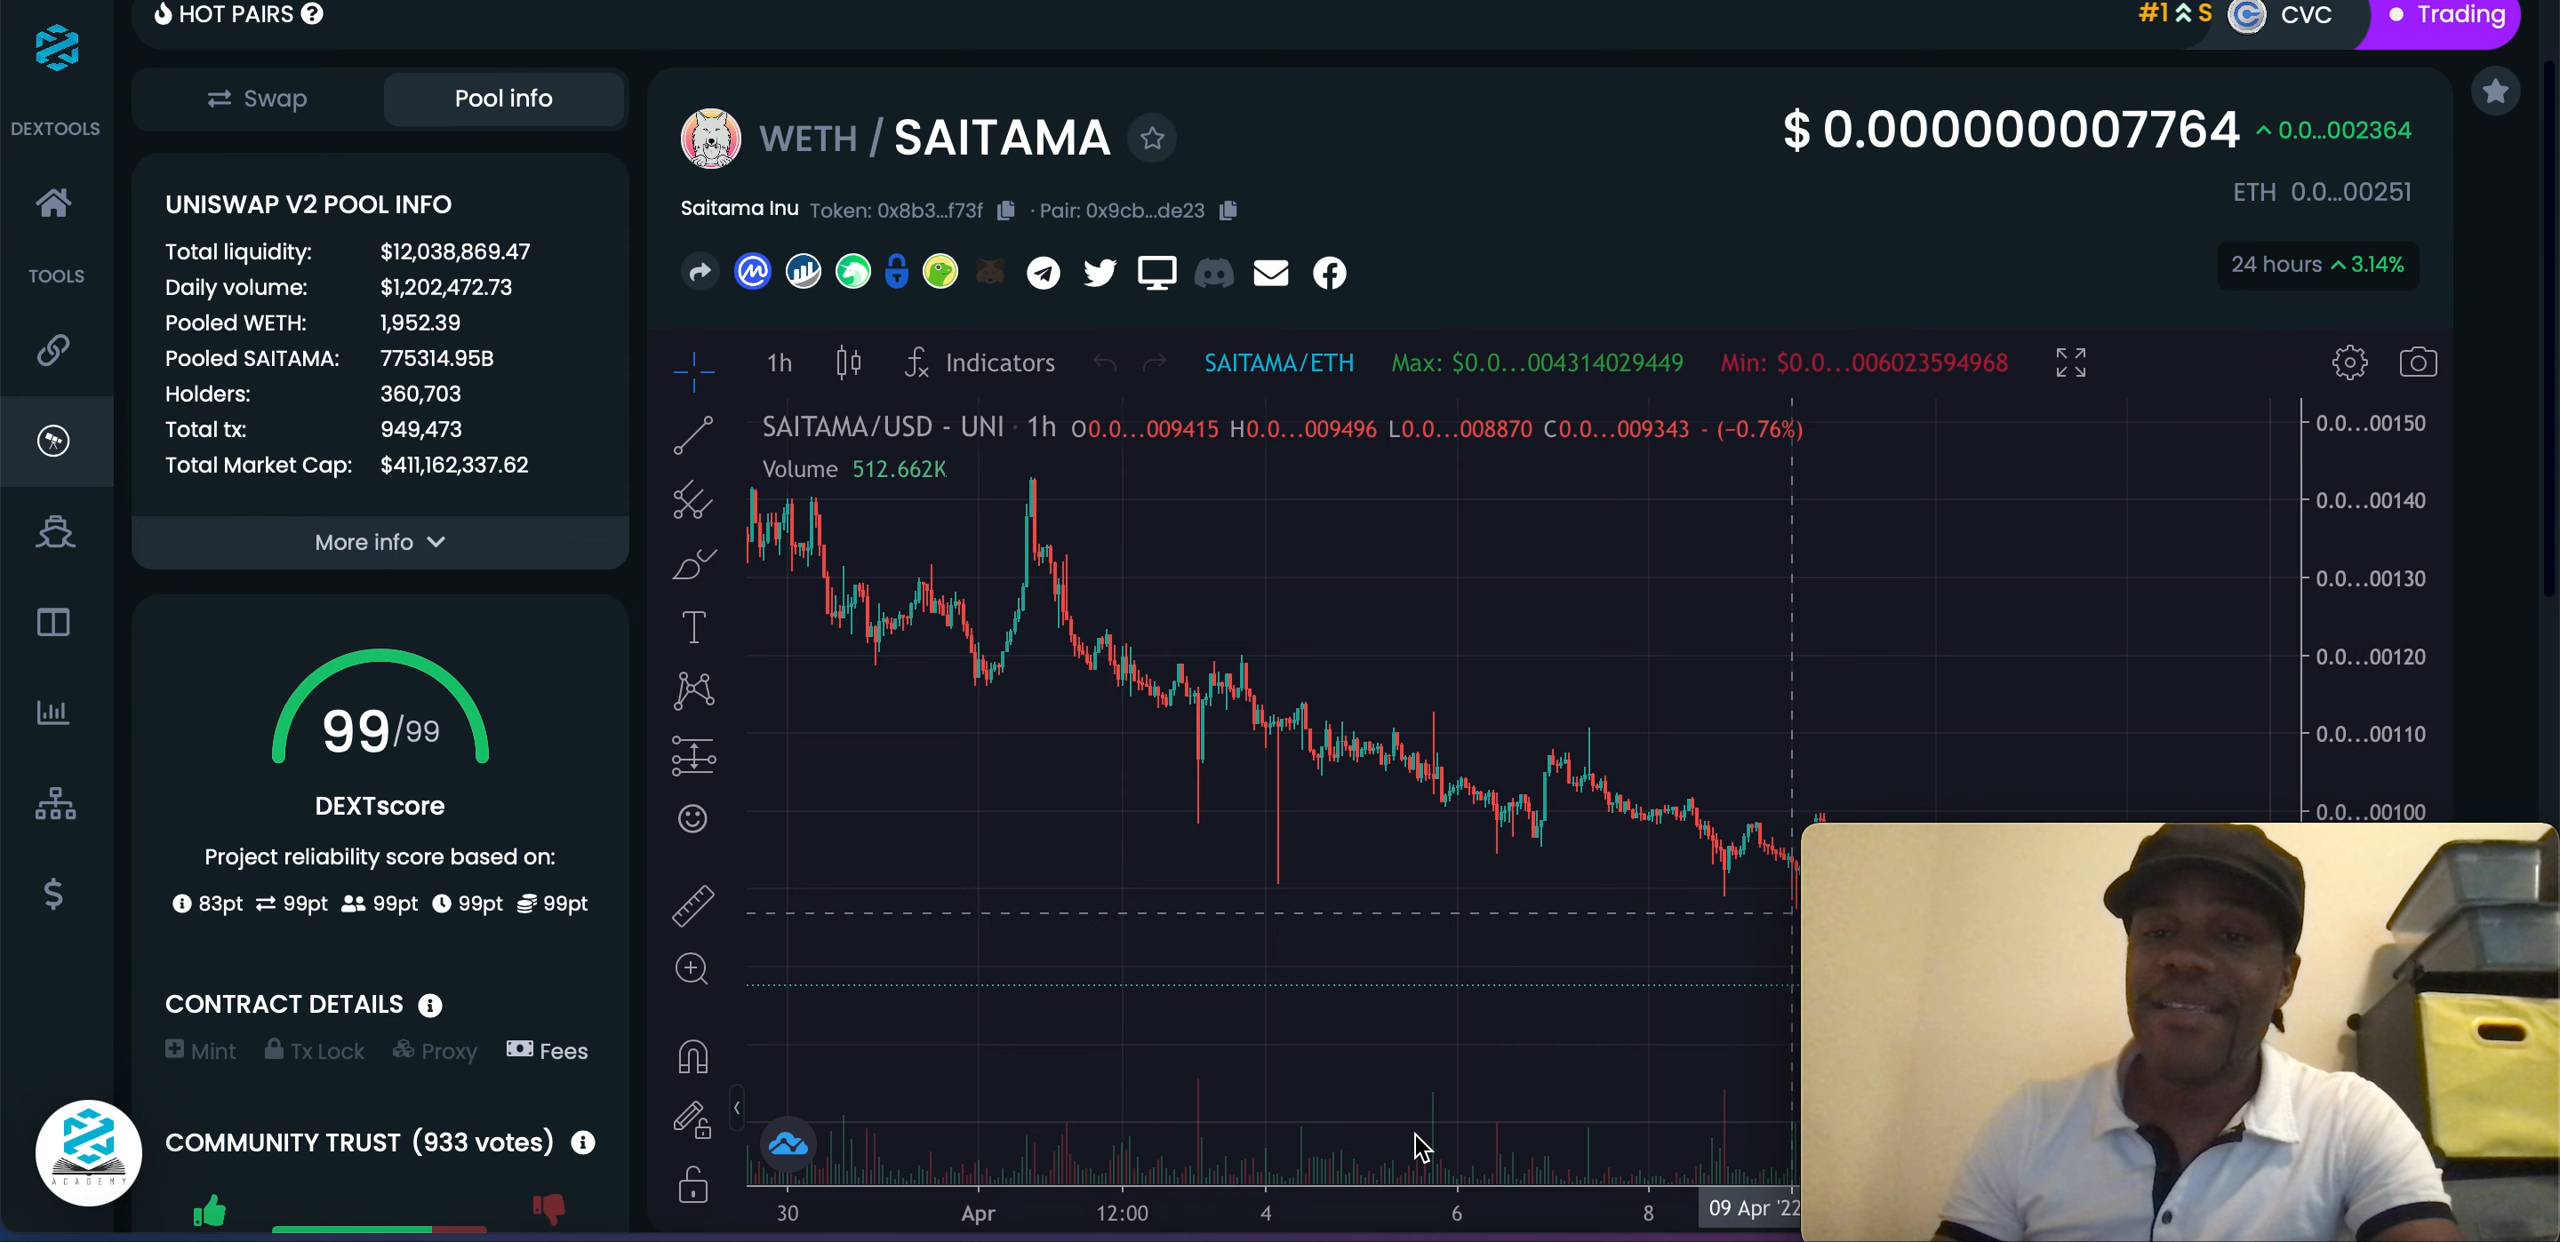 HOT PAIRS ?
#1 S CVC Trading
DEXTOOLS
TOOLS
Swap Pool info
UNISWAP V2 POOL INFO
Total liquidity: $12,038,869.47
Daily volume: $1,202,472.73
Pooled WETH: 1,952.39
Pooled SAITAMA: 775314.95B
Holders: 360,703
Total tx: 949,473
Total Market Cap: $411,162,337.62
More info
99/99
DEXTscore
Project reliability score based on:
83pt 99pt 99pt 99pt 99pt
CONTRACT DETAILS
Mint Tx Lock Proxy Fees
COMMUNITY TRUST (933 votes)
ACADEMY
WETH / SAITAMA
$ 0.000000007764 0.0...002364
ETH 0.0...00251
Saitama Inu Token: 0x8b3...f73f · Pair: 0x9cb...de23
24 hours 3.14%
1h Indicators SAITAMA/ETH Max: $0.0...004314029449 Min: $0.0...006023594968
SAITAMA/USD - UNI · 1h O0.0...009415 H0.0...009496 L0.0...008870 C0.0...009343 - (−0.76%)
Volume 512.662K
0.0...00150
0.0...00140
0.0...00130
0.0...00120
0.0...00110
0.0...00100
30 Apr 12:00 4 6 8 09 Apr '22